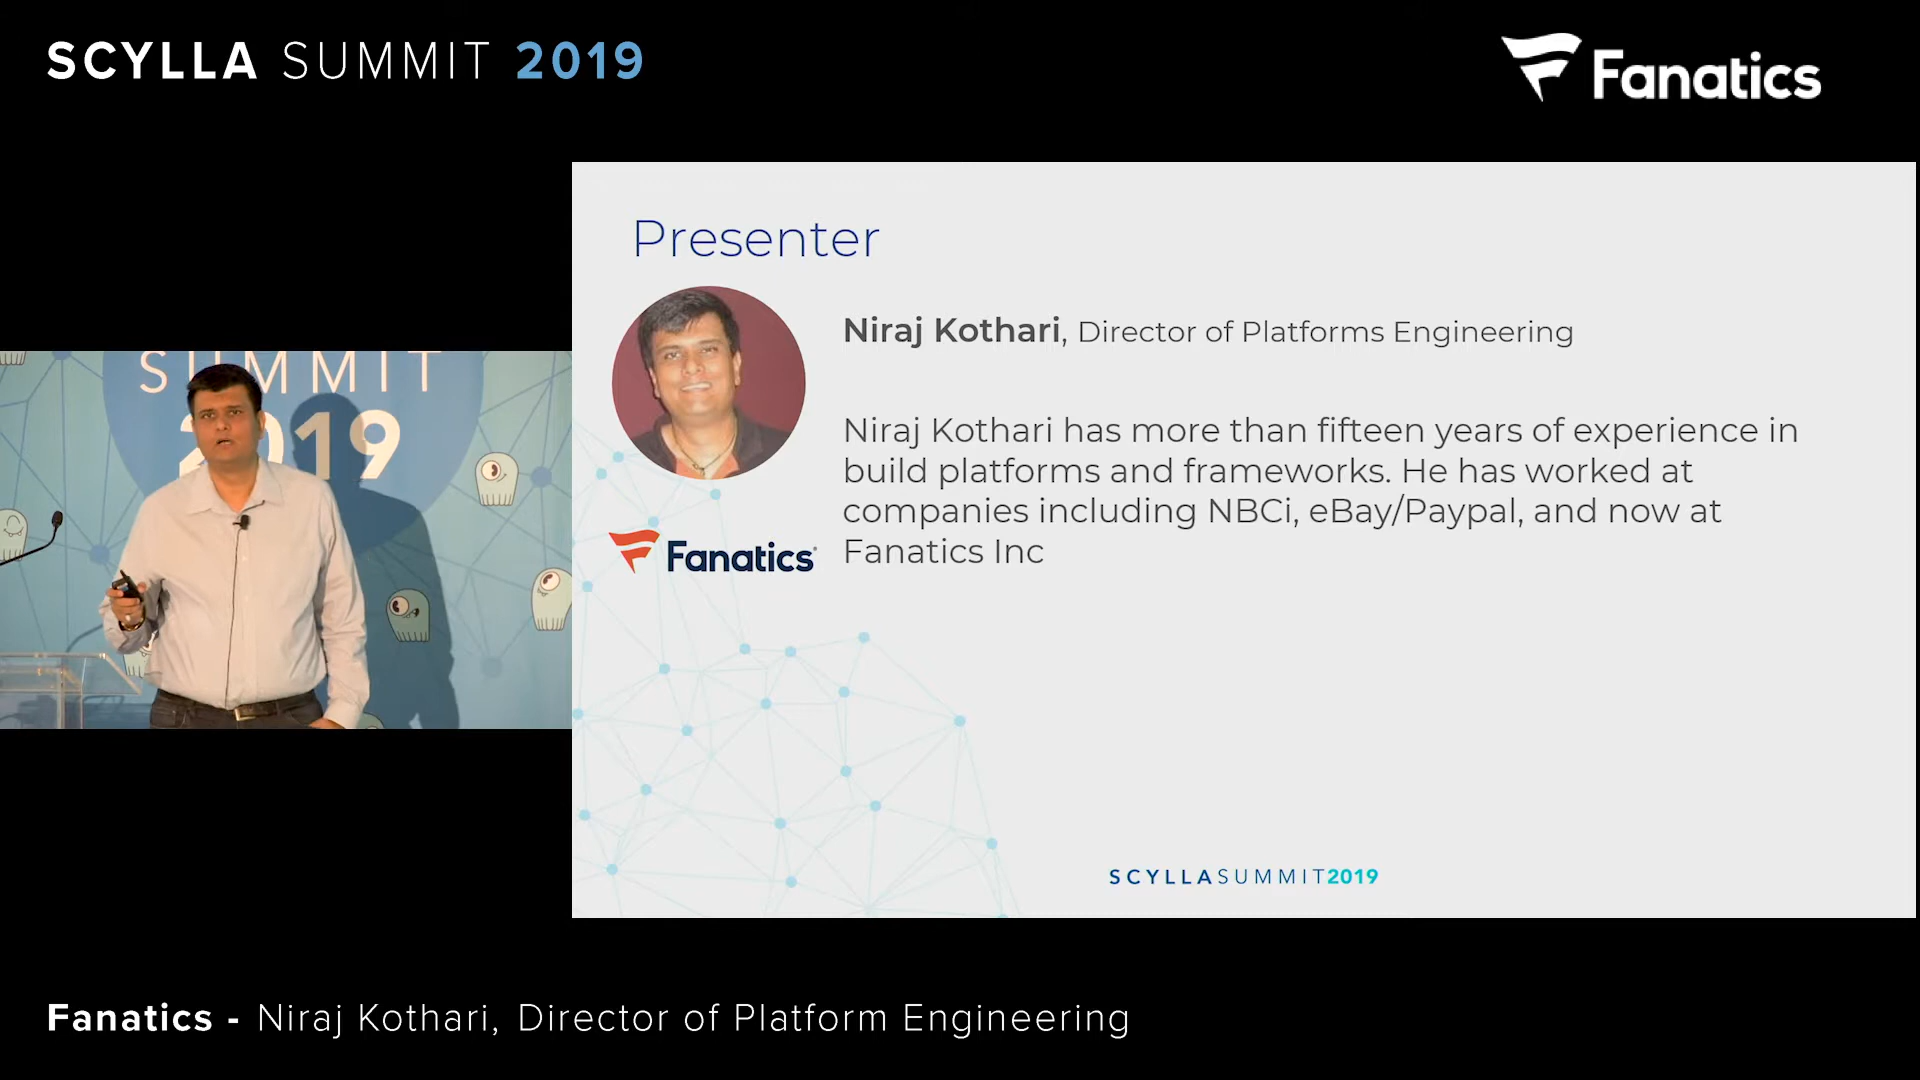 SCYLLA SUMMIT 2019
Fanatics
Presenter
Niraj Kothari, Director of Platforms Engineering
Niraj Kothari has more than fifteen years of experience in
build platforms and frameworks. He has worked at
companies including NBCi, eBay/Paypal, and now at
Fanatics Inc
Fanatics
SUMMIT
2019
SCYLLASUMMIT2019
Fanatics - Niraj Kothari, Director of Platform Engineering